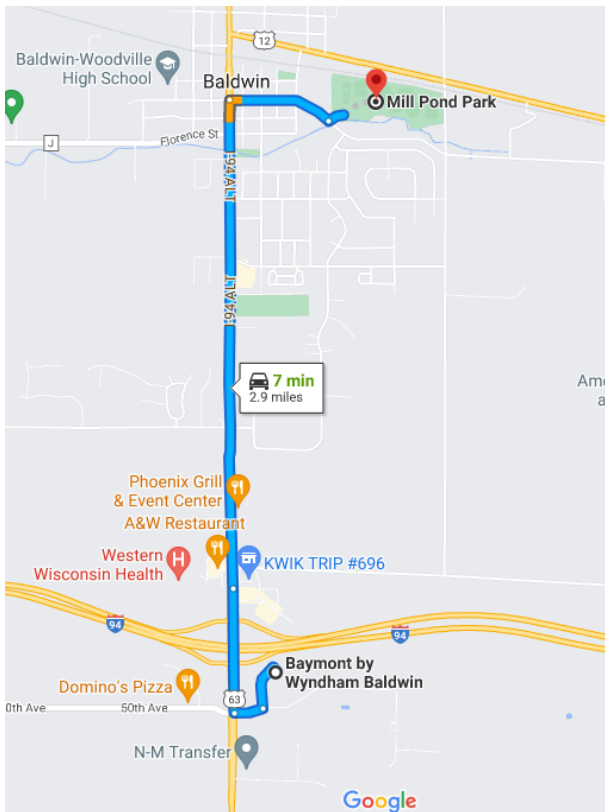 12
Baldwin-Woodville
High School
Baldwin
Mill Pond Park
J
Florence St
I-94 ALT
I-94 ALT
7 min
2.9 miles
Ame
a
Phoenix Grill
& Event Center
A&W Restaurant
Western
Wisconsin Health
H
KWIK TRIP #696
94
94
Baymont by
Wyndham Baldwin
Domino's Pizza
63
0th Ave
50th Ave
N-M Transfer
Google